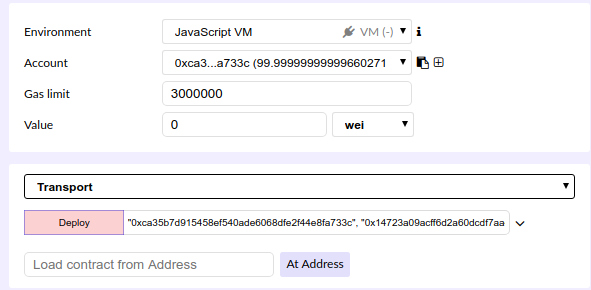 Environment JavaScript VM VM (-)
Account 0xca3...a733c (99.99999999999660271
Gas limit 3000000
Value 0 wei
Transport
Deploy "0xca35b7d915458ef540ade6068dfe2f44e8fa733c", "0x14723a09acff6d2a60dcdf7aa
Load contract from Address At Address